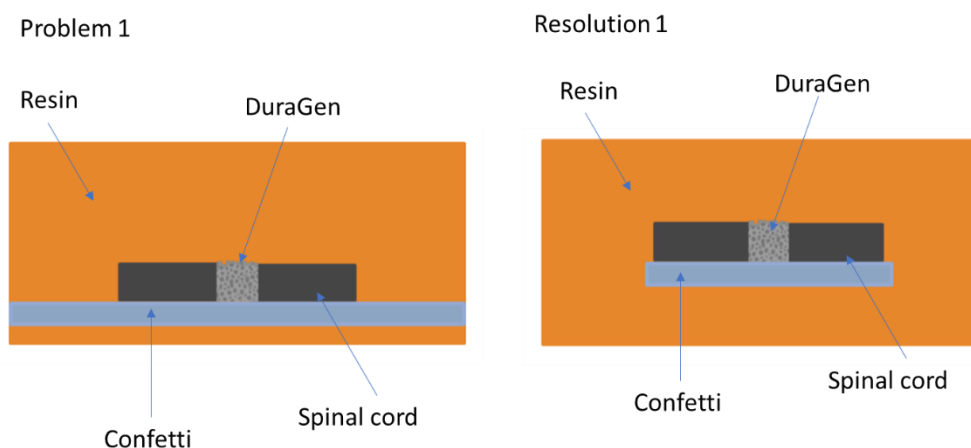 Problem 1
Resin
DuraGen
Confetti
Spinal cord
Resolution 1
Resin
DuraGen
Confetti
Spinal cord